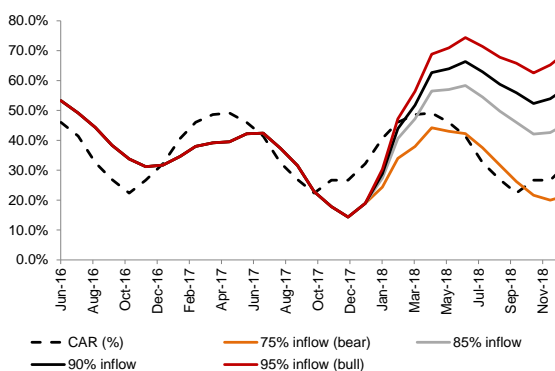 80.0%
70.0%
60.0%
50.0%
40.0%
30.0%
20.0%
10.0%
0.0%
Jun-16
Aug-16
Oct-16
Dec-16
Feb-17
Apr-17
Jun-17
Aug-17
Oct-17
Dec-17
Jan-18
Mar-18
May-18
Jul-18
Sep-18
Nov-18
CAR (%)
75% inflow (bear)
85% inflow
90% inflow
95% inflow (bull)